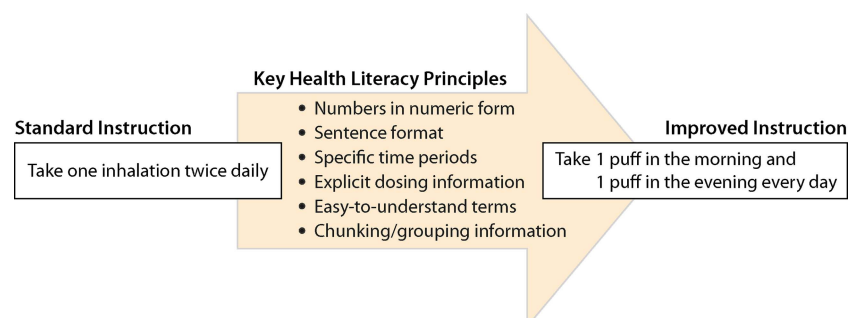 Key Health Literacy Principles
Standard Instruction
Take one inhalation twice daily
• Numbers in numeric form
• Sentence format
• Specific time periods
• Explicit dosing information
• Easy-to-understand terms
• Chunking/grouping information
Improved Instruction
Take 1 puff in the morning and
1 puff in the evening every day